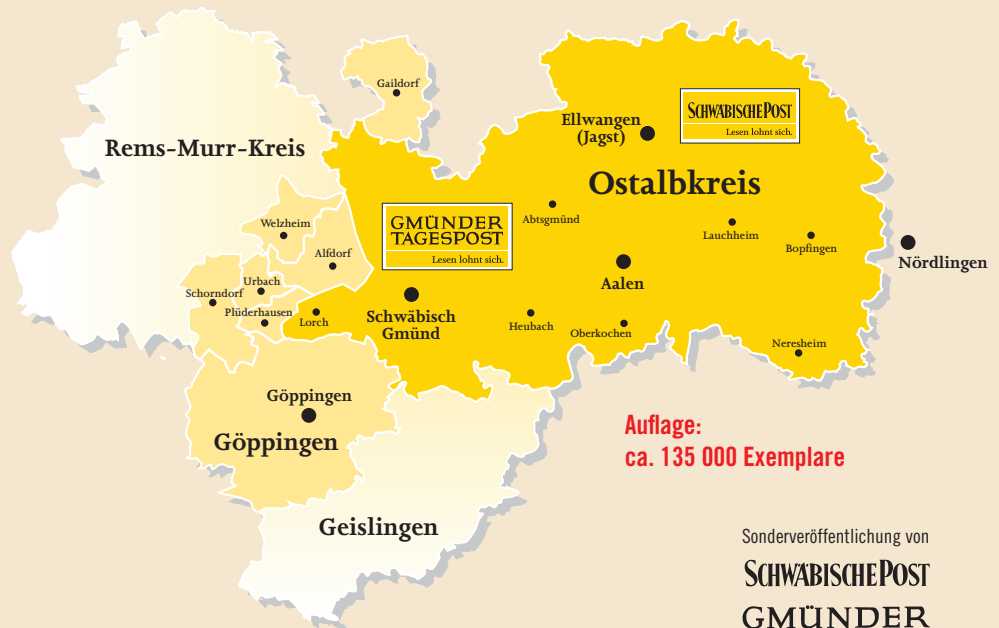 Gaildorf
SCHWÄBISCHE POST
Lesen lohnt sich.
Ellwangen
(Jagst)
Rems-Murr-Kreis
Ostalbkreis
GMÜNDER
TAGESPOST
Lesen lohnt sich.
Abtsgmünd
Welzheim
Lauchheim
Bopfingen
Alfdorf
Nördlingen
Urbach
Aalen
Schorndorf
Plüderhausen
Lorch
Schwäbisch
Gmünd
Heubach
Oberkochen
Neresheim
Göppingen
Göppingen
Auflage:
ca. 135 000 Exemplare
Geislingen
Sonderveröffentlichung von
SCHWÄBISCHE POST
GMÜNDER